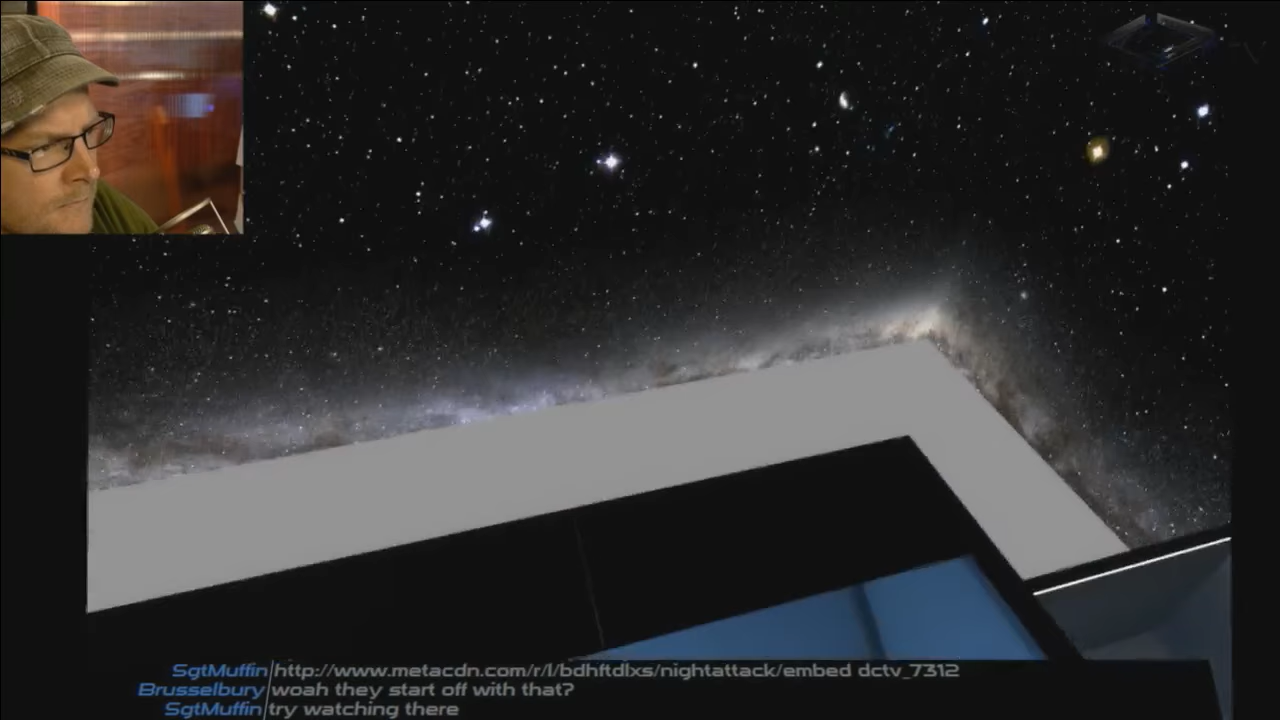 SgtMuffin http://www.metacdn.com/r/l/bdhftdlxs/nightattack/embed dctv_7312
Brusselbury woah they start off with that?
SgtMuffin try watching there